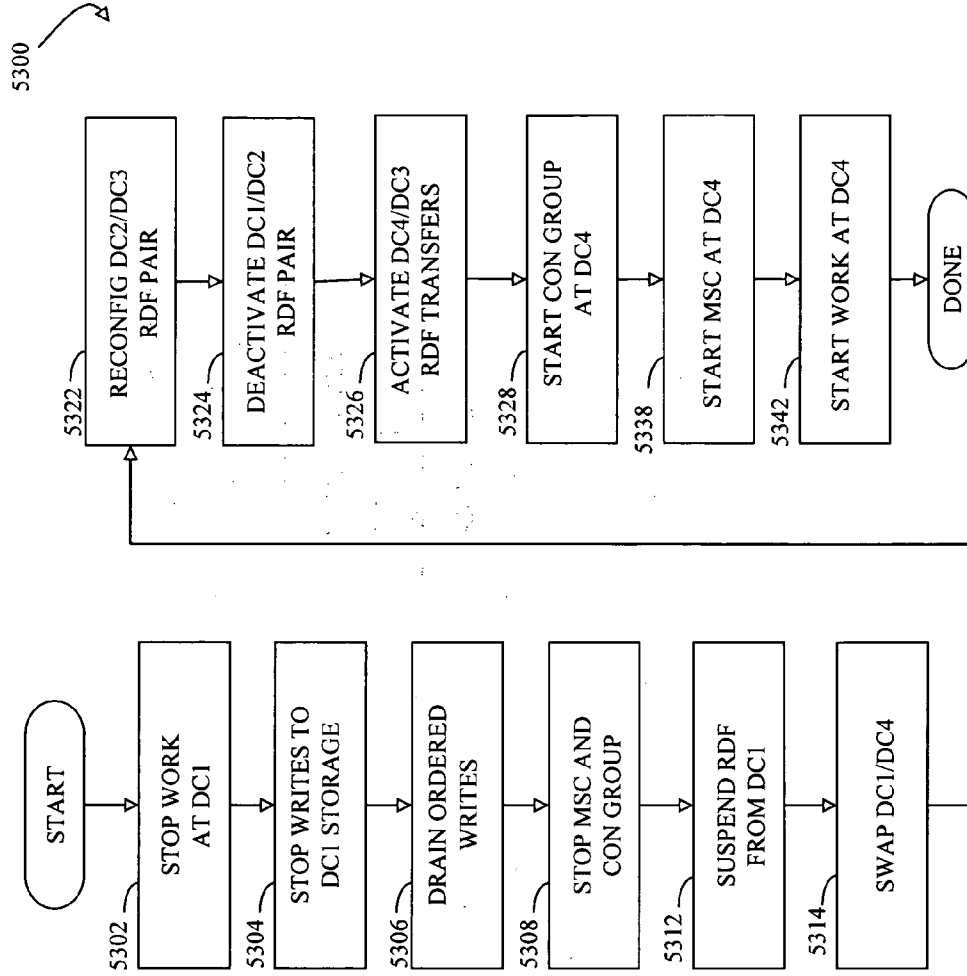 5300
START
5302
STOP WORK
AT DC1
5304
STOP WRITES TO
DC1 STORAGE
5306
DRAIN ORDERED
WRITES
5308
STOP MSC AND
CON GROUP
5312
SUSPEND RDF
FROM DC1
5314
SWAP DC1/DC4
5322
RECONFIG DC2/DC3
RDF PAIR
5324
DEACTIVATE DC1/DC2
RDF PAIR
5326
ACTIVATE DC4/DC3
RDF TRANSFERS
5328
START CON GROUP
AT DC4
5338
START MSC AT DC4
5342
START WORK AT DC4
DONE